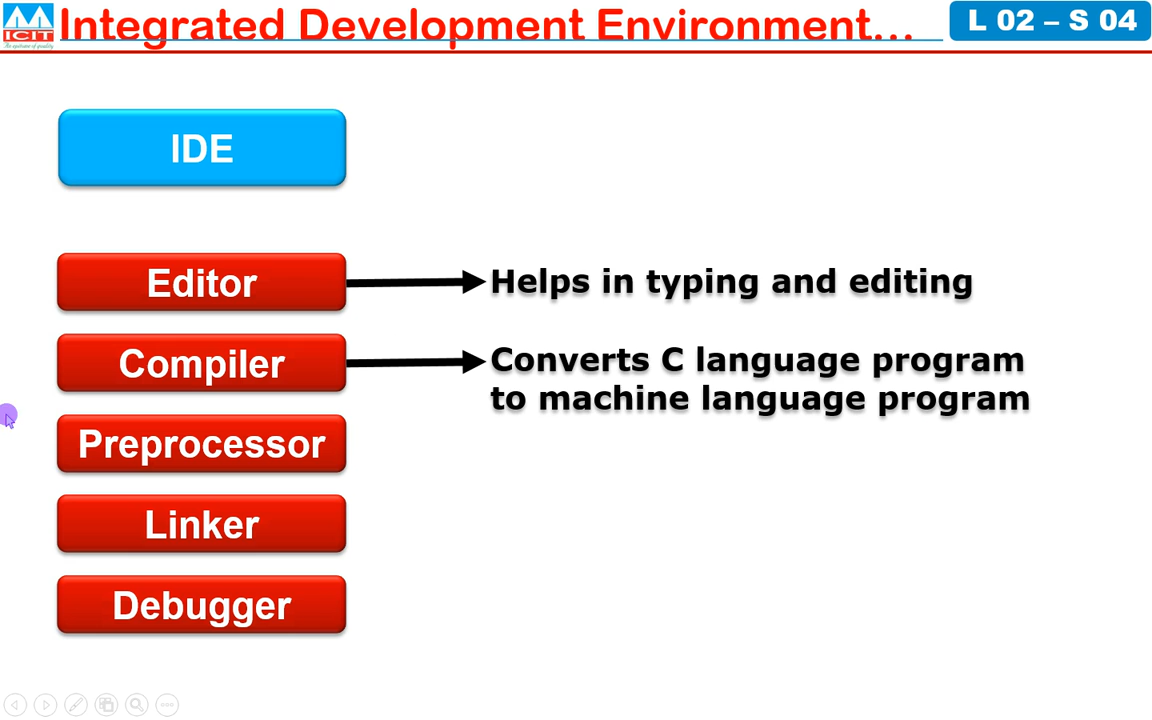 ICIT
Integrated Development Environment...
L 02 – S 04
IDE
Editor
Helps in typing and editing
Compiler
Converts C language program
to machine language program
Preprocessor
Linker
Debugger